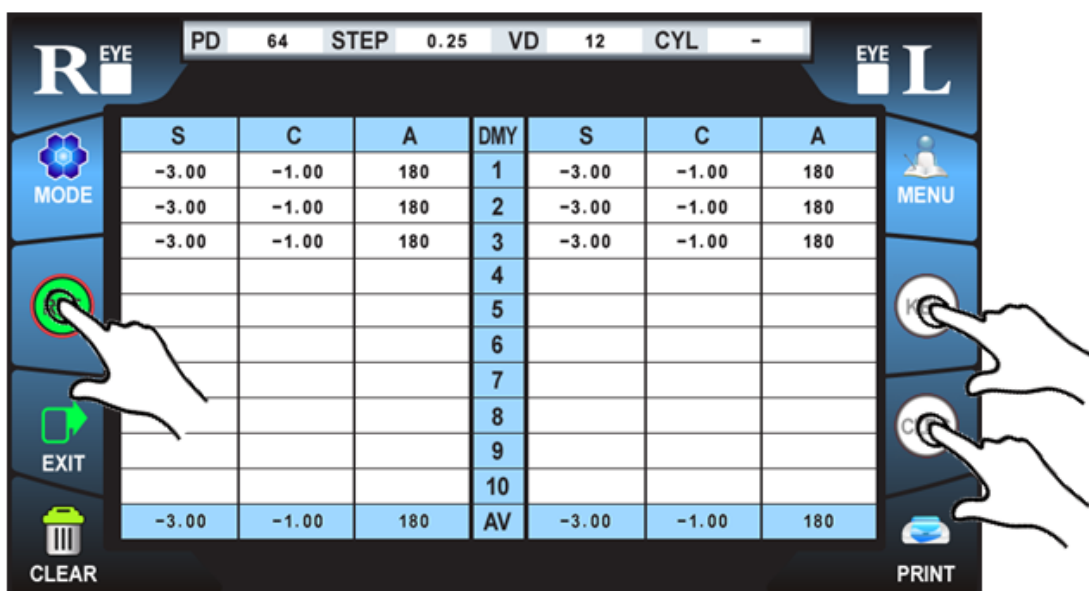 R EYE PD 64 STEP 0.25 VD 12 CYL - EYE L
S C A DMY S C A
MODE
MENU
-3.00 -1.00 180 1 -3.00 -1.00 180
-3.00 -1.00 180 2 -3.00 -1.00 180
-3.00 -1.00 180 3 -3.00 -1.00 180
4
5
6
7
8
9
10
EXIT
-3.00 -1.00 180 AV -3.00 -1.00 180
CLEAR
PRINT